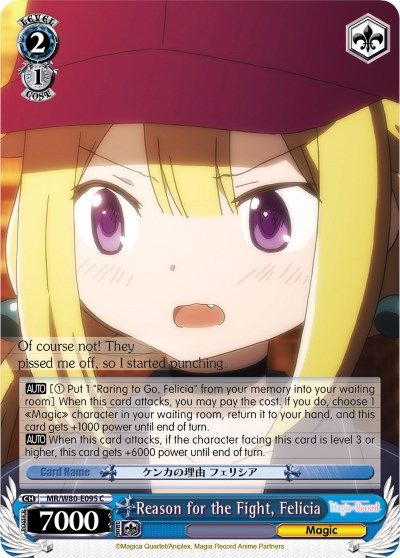 LEVEL
2
1
COST
Of course not! They
pissed me off, so I started punching.
AUTO [① Put 1 "Raring to Go, Felicia" from your memory into your waiting
room] When this card attacks, you may pay the cost. If you do, choose 1
«Magic» character in your waiting room, return it to your hand, and this
card gets +1000 power until end of turn.
AUTO When this card attacks, if the character facing this card is level 3 or
higher, this card gets +6000 power until end of turn.
Card Name ケンカの理由 フェリシア
CH MR/W80-E095 C
POWER 7000
Reason for the Fight, Felicia
Magia Record
Magic
©Magica Quartet/Aniplex, Magia Record Anime Partners